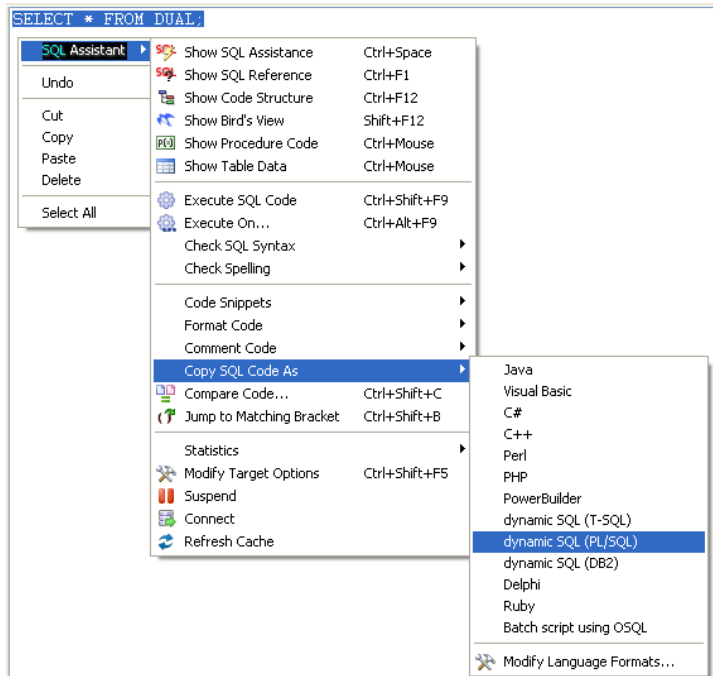 SELECT * FROM DUAL;
SQL Assistant
Undo
Cut
Copy
Paste
Delete
Select All
Show SQL Assistance Ctrl+Space
Show SQL Reference Ctrl+F1
Show Code Structure Ctrl+F12
Show Bird's View Shift+F12
Show Procedure Code Ctrl+Mouse
Show Table Data Ctrl+Mouse
Execute SQL Code Ctrl+Shift+F9
Execute On... Ctrl+Alt+F9
Check SQL Syntax
Check Spelling
Code Snippets
Format Code
Comment Code
Copy SQL Code As
Compare Code... Ctrl+Shift+C
Jump to Matching Bracket Ctrl+Shift+B
Statistics
Modify Target Options Ctrl+Shift+F5
Suspend
Connect
Refresh Cache
Java
Visual Basic
C#
C++
Perl
PHP
PowerBuilder
dynamic SQL (T-SQL)
dynamic SQL (PL/SQL)
dynamic SQL (DB2)
Delphi
Ruby
Batch script using OSQL
Modify Language Formats...